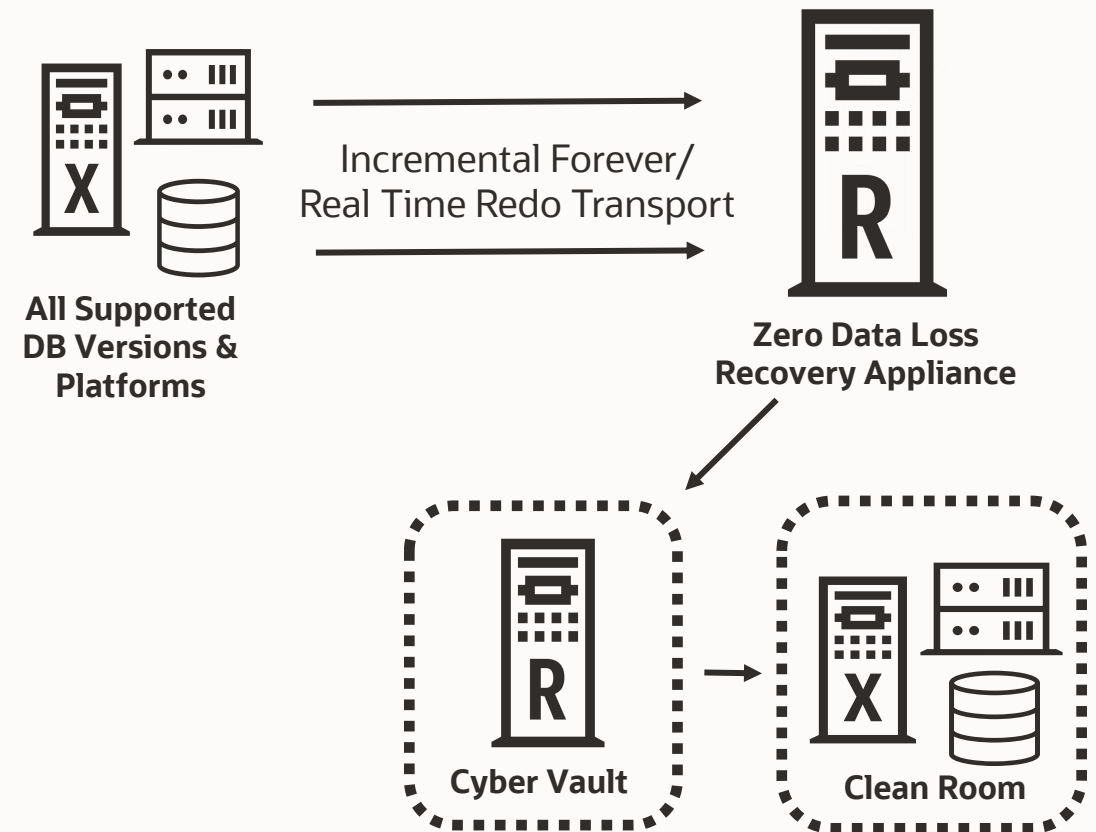 X
Incremental Forever/
Real Time Redo Transport
R
All Supported
DB Versions &
Platforms
Zero Data Loss
Recovery Appliance
R
Cyber Vault
X
Clean Room